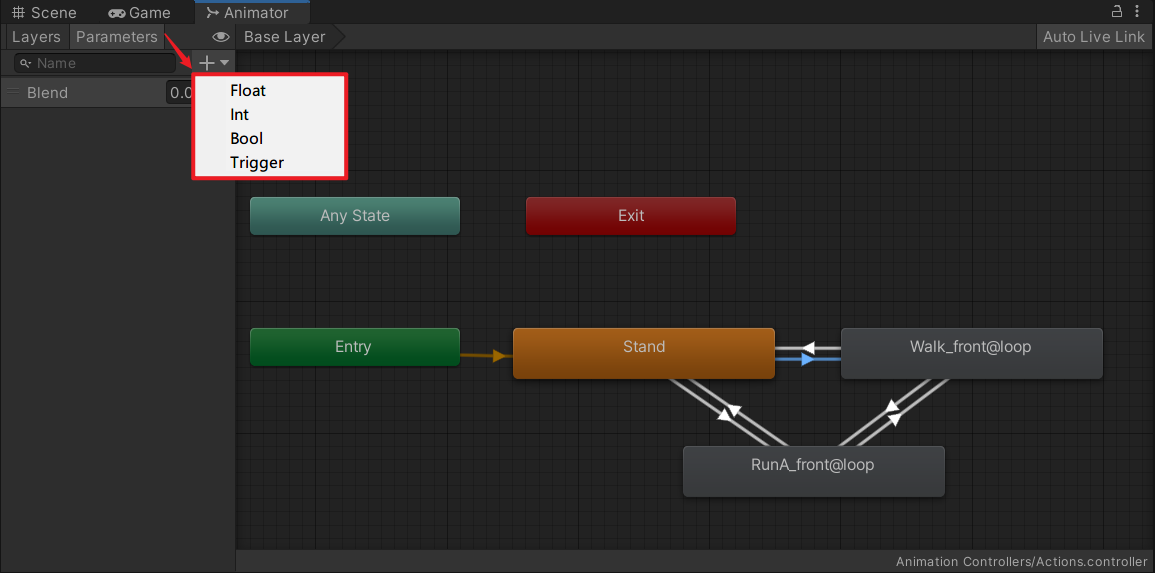 Scene Game Animator
Layers Parameters Base Layer Auto Live Link
Name
Blend 0.0
Float
Int
Bool
Trigger
Any State Exit
Entry Stand Walk_front@loop
RunA_front@loop
Animation Controllers/Actions.controller